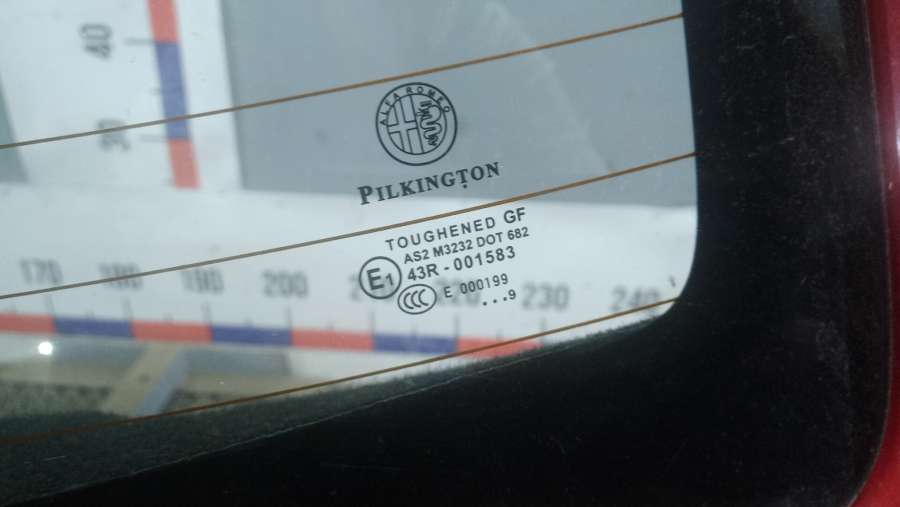 40
30
ALFA ROMEO
PILKINGTON
TOUGHENED GF
AS2 M3232 DOT 682
E1 43R - 001583
CCC E 000199
...9
170 180 190 200 220 230 240